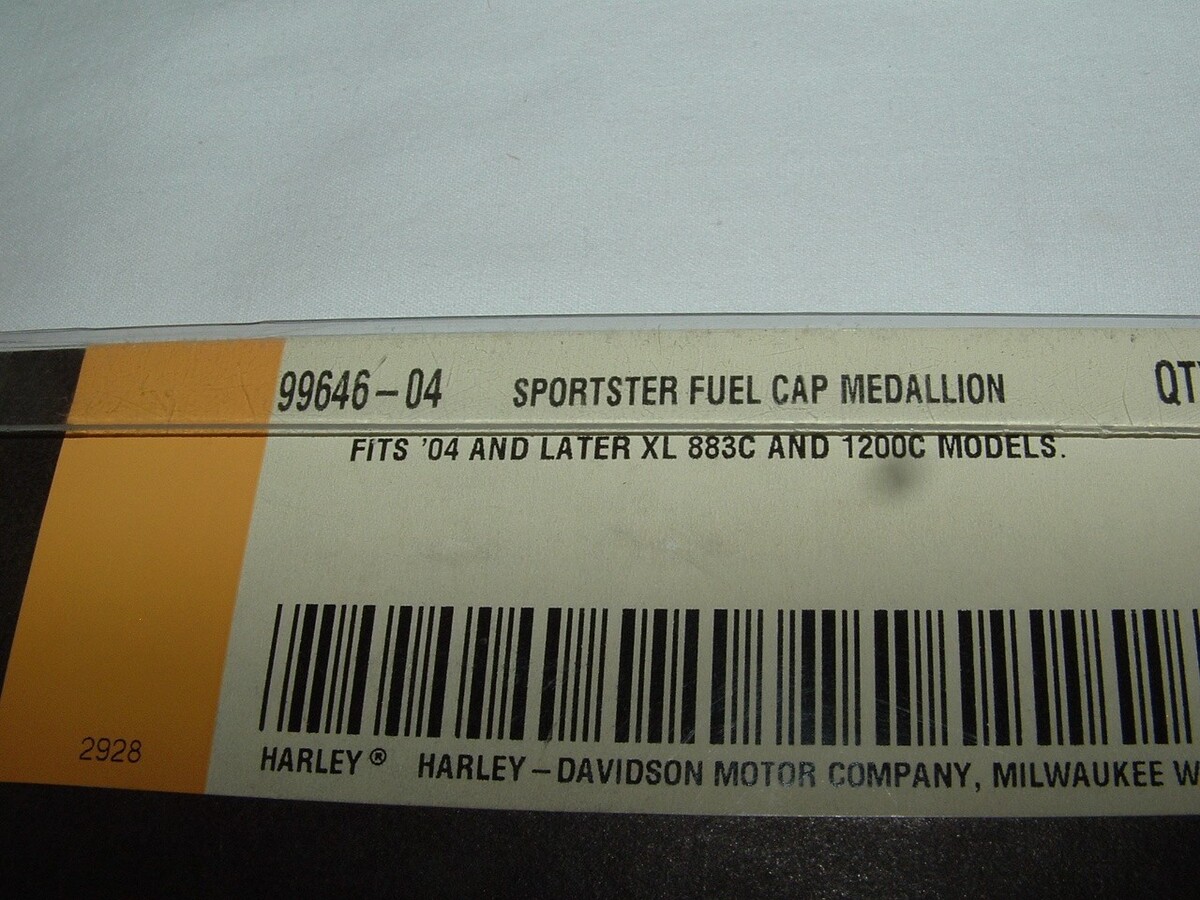 99646-04 SPORTSTER FUEL CAP MEDALLION
FITS '04 AND LATER XL 883C AND 1200C MODELS.
2928
HARLEY® HARLEY-DAVIDSON MOTOR COMPANY, MILWAUKEE